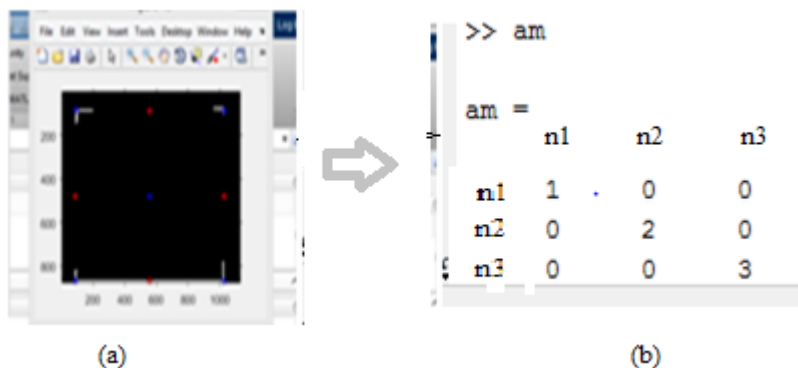 File Edit View Insert Tools Desktop Window Help
200
400
600
800
200 400 600 800 1000
(a)
>> am
am =
n1 n2 n3
n1 1 0 0
n2 0 2 0
n3 0 0 3
(b)